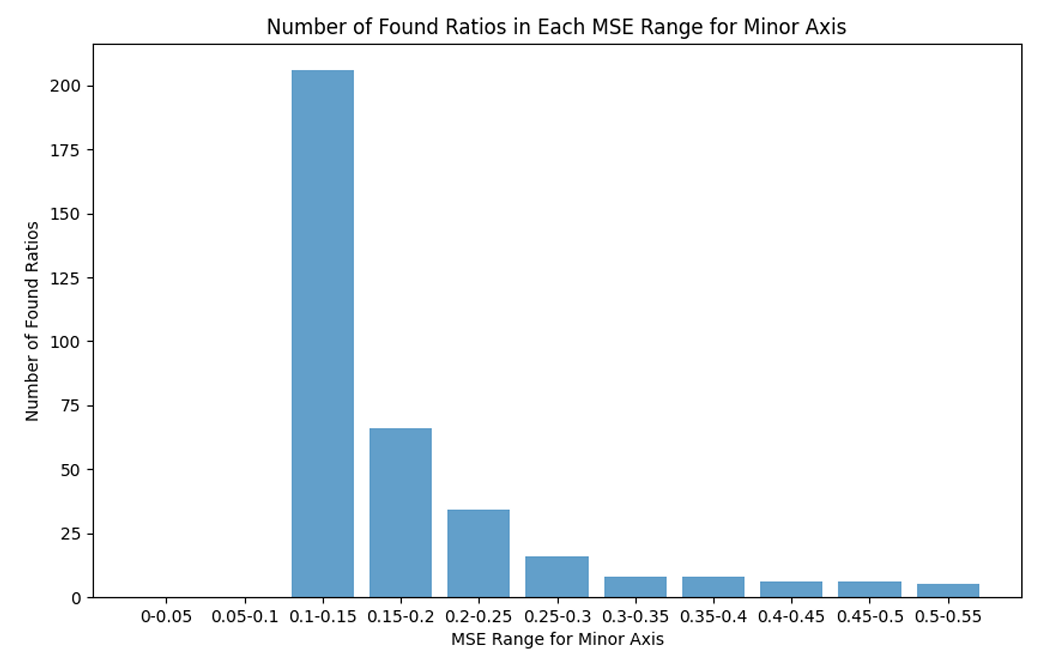 Number of Found Ratios in Each MSE Range for Minor Axis
Number of Found Ratios
200
175
150
125
100
75
50
25
0
0-0.05 0.05-0.1 0.1-0.15 0.15-0.2 0.2-0.25 0.25-0.3 0.3-0.35 0.35-0.4 0.4-0.45 0.45-0.5 0.5-0.55
MSE Range for Minor Axis